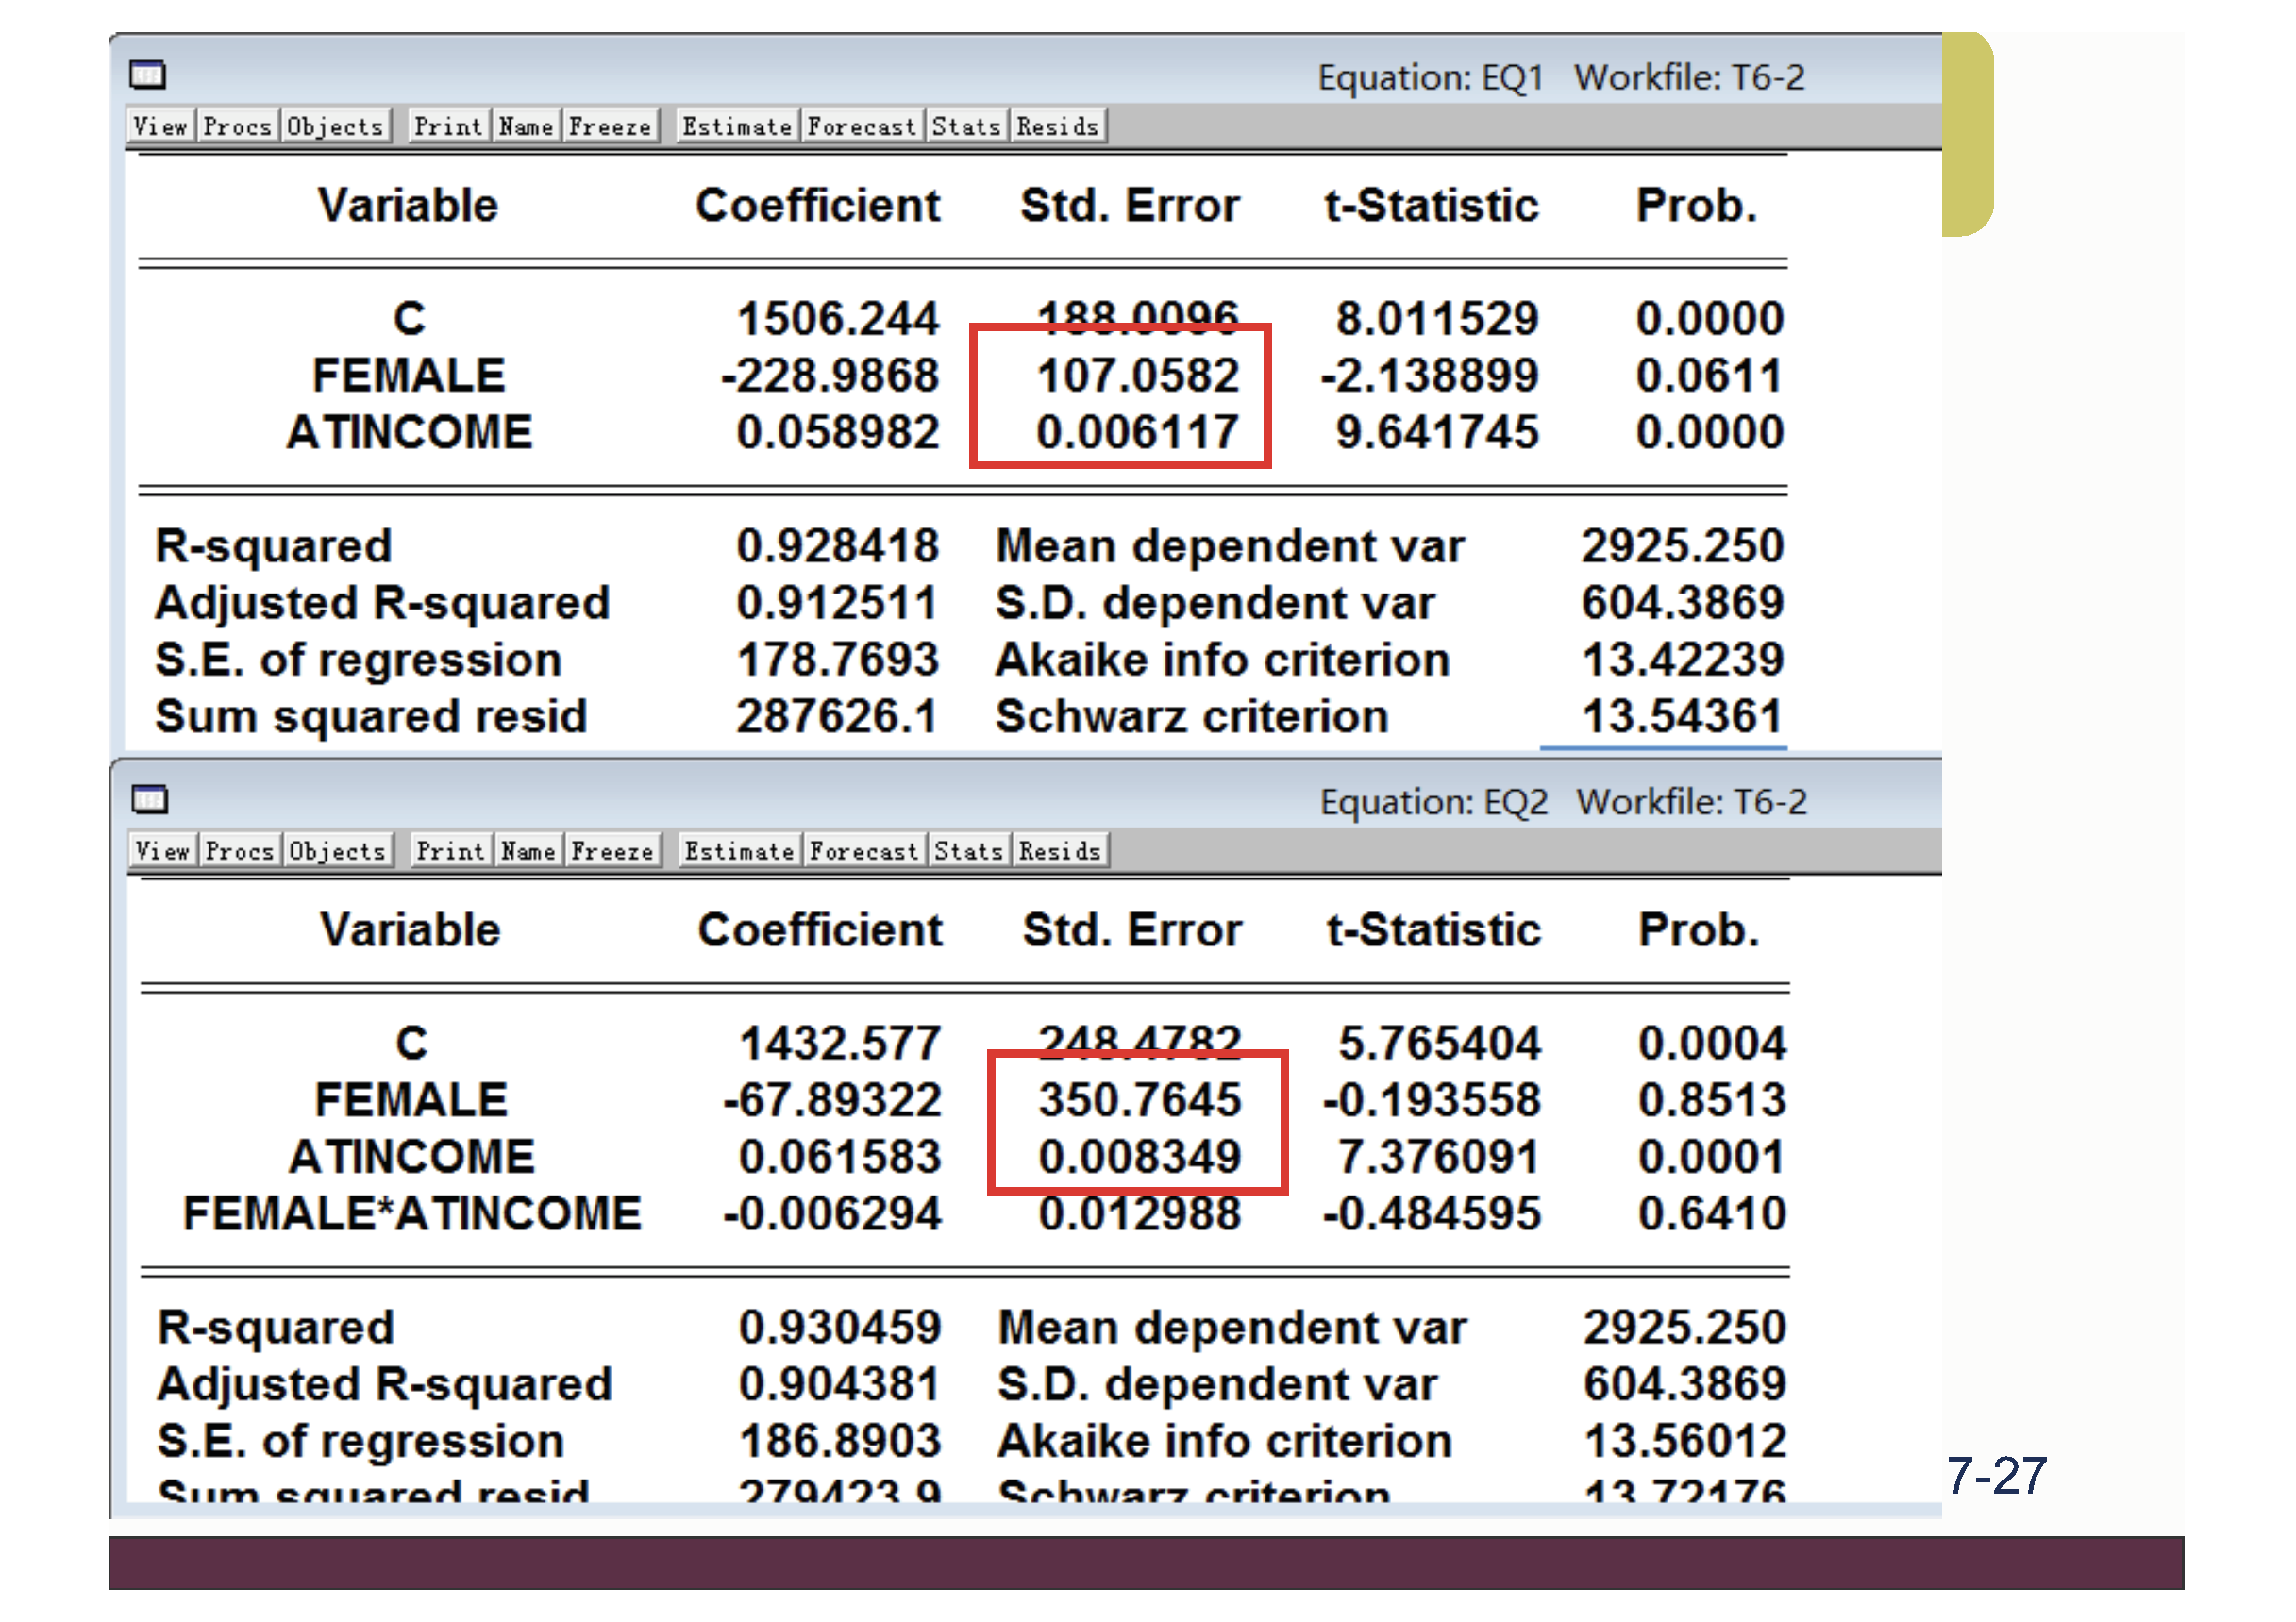 Equation: EQ1 Workfile: T6-2
View Procs Objects Print Name Freeze Estimate Forecast Stats Resids
Variable Coefficient Std. Error t-Statistic Prob.
C 1506.244 188.0096 8.011529 0.0000
FEMALE -228.9868 107.0582 -2.138899 0.0611
ATINCOME 0.058982 0.006117 9.641745 0.0000
R-squared 0.928418 Mean dependent var 2925.250
Adjusted R-squared 0.912511 S.D. dependent var 604.3869
S.E. of regression 178.7693 Akaike info criterion 13.42239
Sum squared resid 287626.1 Schwarz criterion 13.54361
Equation: EQ2 Workfile: T6-2
View Procs Objects Print Name Freeze Estimate Forecast Stats Resids
Variable Coefficient Std. Error t-Statistic Prob.
C 1432.577 248.4782 5.765404 0.0004
FEMALE -67.89322 350.7645 -0.193558 0.8513
ATINCOME 0.061583 0.008349 7.376091 0.0001
FEMALE*ATINCOME -0.006294 0.012988 -0.484595 0.6410
R-squared 0.930459 Mean dependent var 2925.250
Adjusted R-squared 0.904381 S.D. dependent var 604.3869
S.E. of regression 186.8903 Akaike info criterion 13.56012
Sum squared resid 279423.9 Schwarz criterion 13.72176
7-27